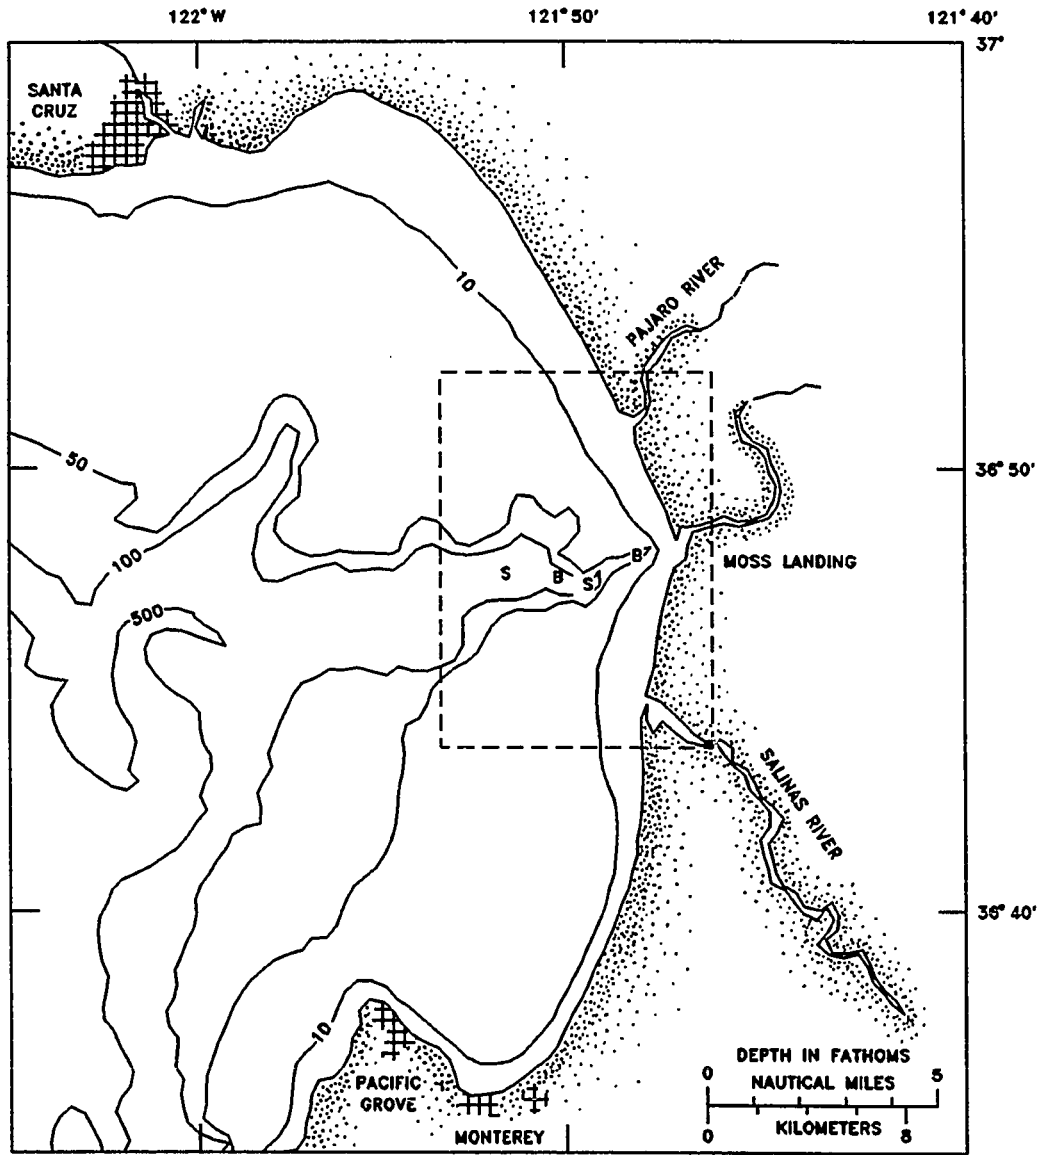 122° W
121° 50'
121° 40'
37°
SANTA
CRUZ
10
PAJARO RIVER
50
36° 50'
100
S
B
S
B
MOSS LANDING
500
SALINAS RIVER
36° 40'
10
PACIFIC
GROVE
MONTEREY
DEPTH IN FATHOMS
0 5
NAUTICAL MILES
KILOMETERS
0 8